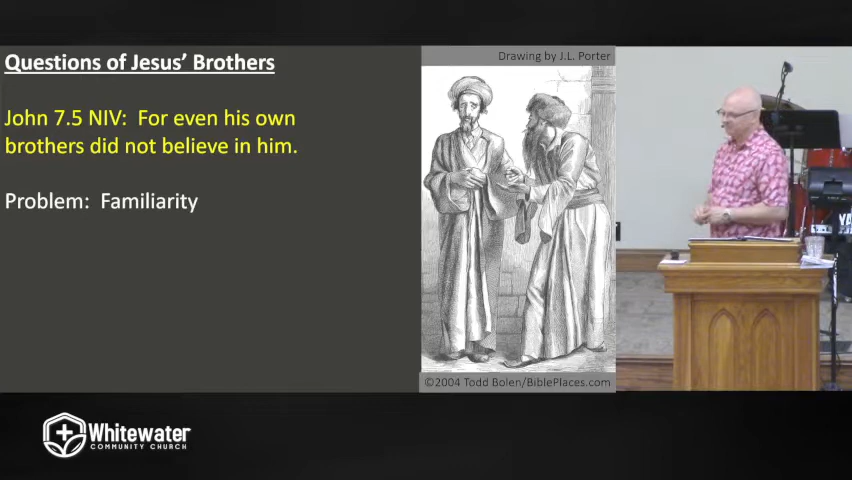 Questions of Jesus' Brothers
John 7.5 NIV: For even his own
brothers did not believe in him.
Problem: Familiarity
Drawing by J.L. Porter
©2004 Todd Bolen/BiblePlaces.com
Whitewater
COMMUNITY CHURCH